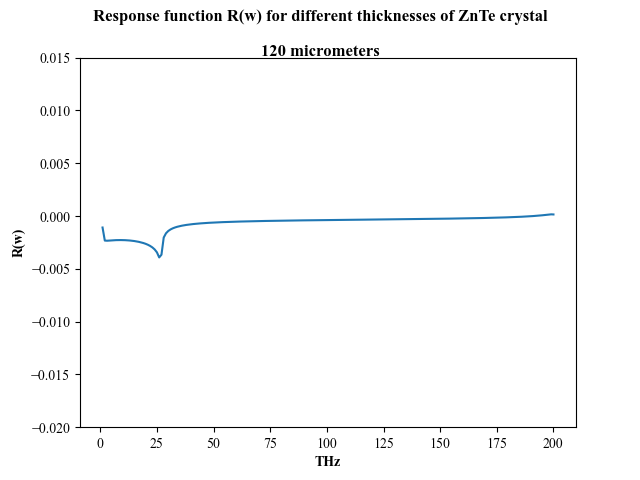 Response function R(w) for different thicknesses of ZnTe crystal
120 micrometers
0.015
0.010
0.005
0.000
−0.005
−0.010
−0.015
−0.020
R(w)
0 25 50 75 100 125 150 175 200
THz